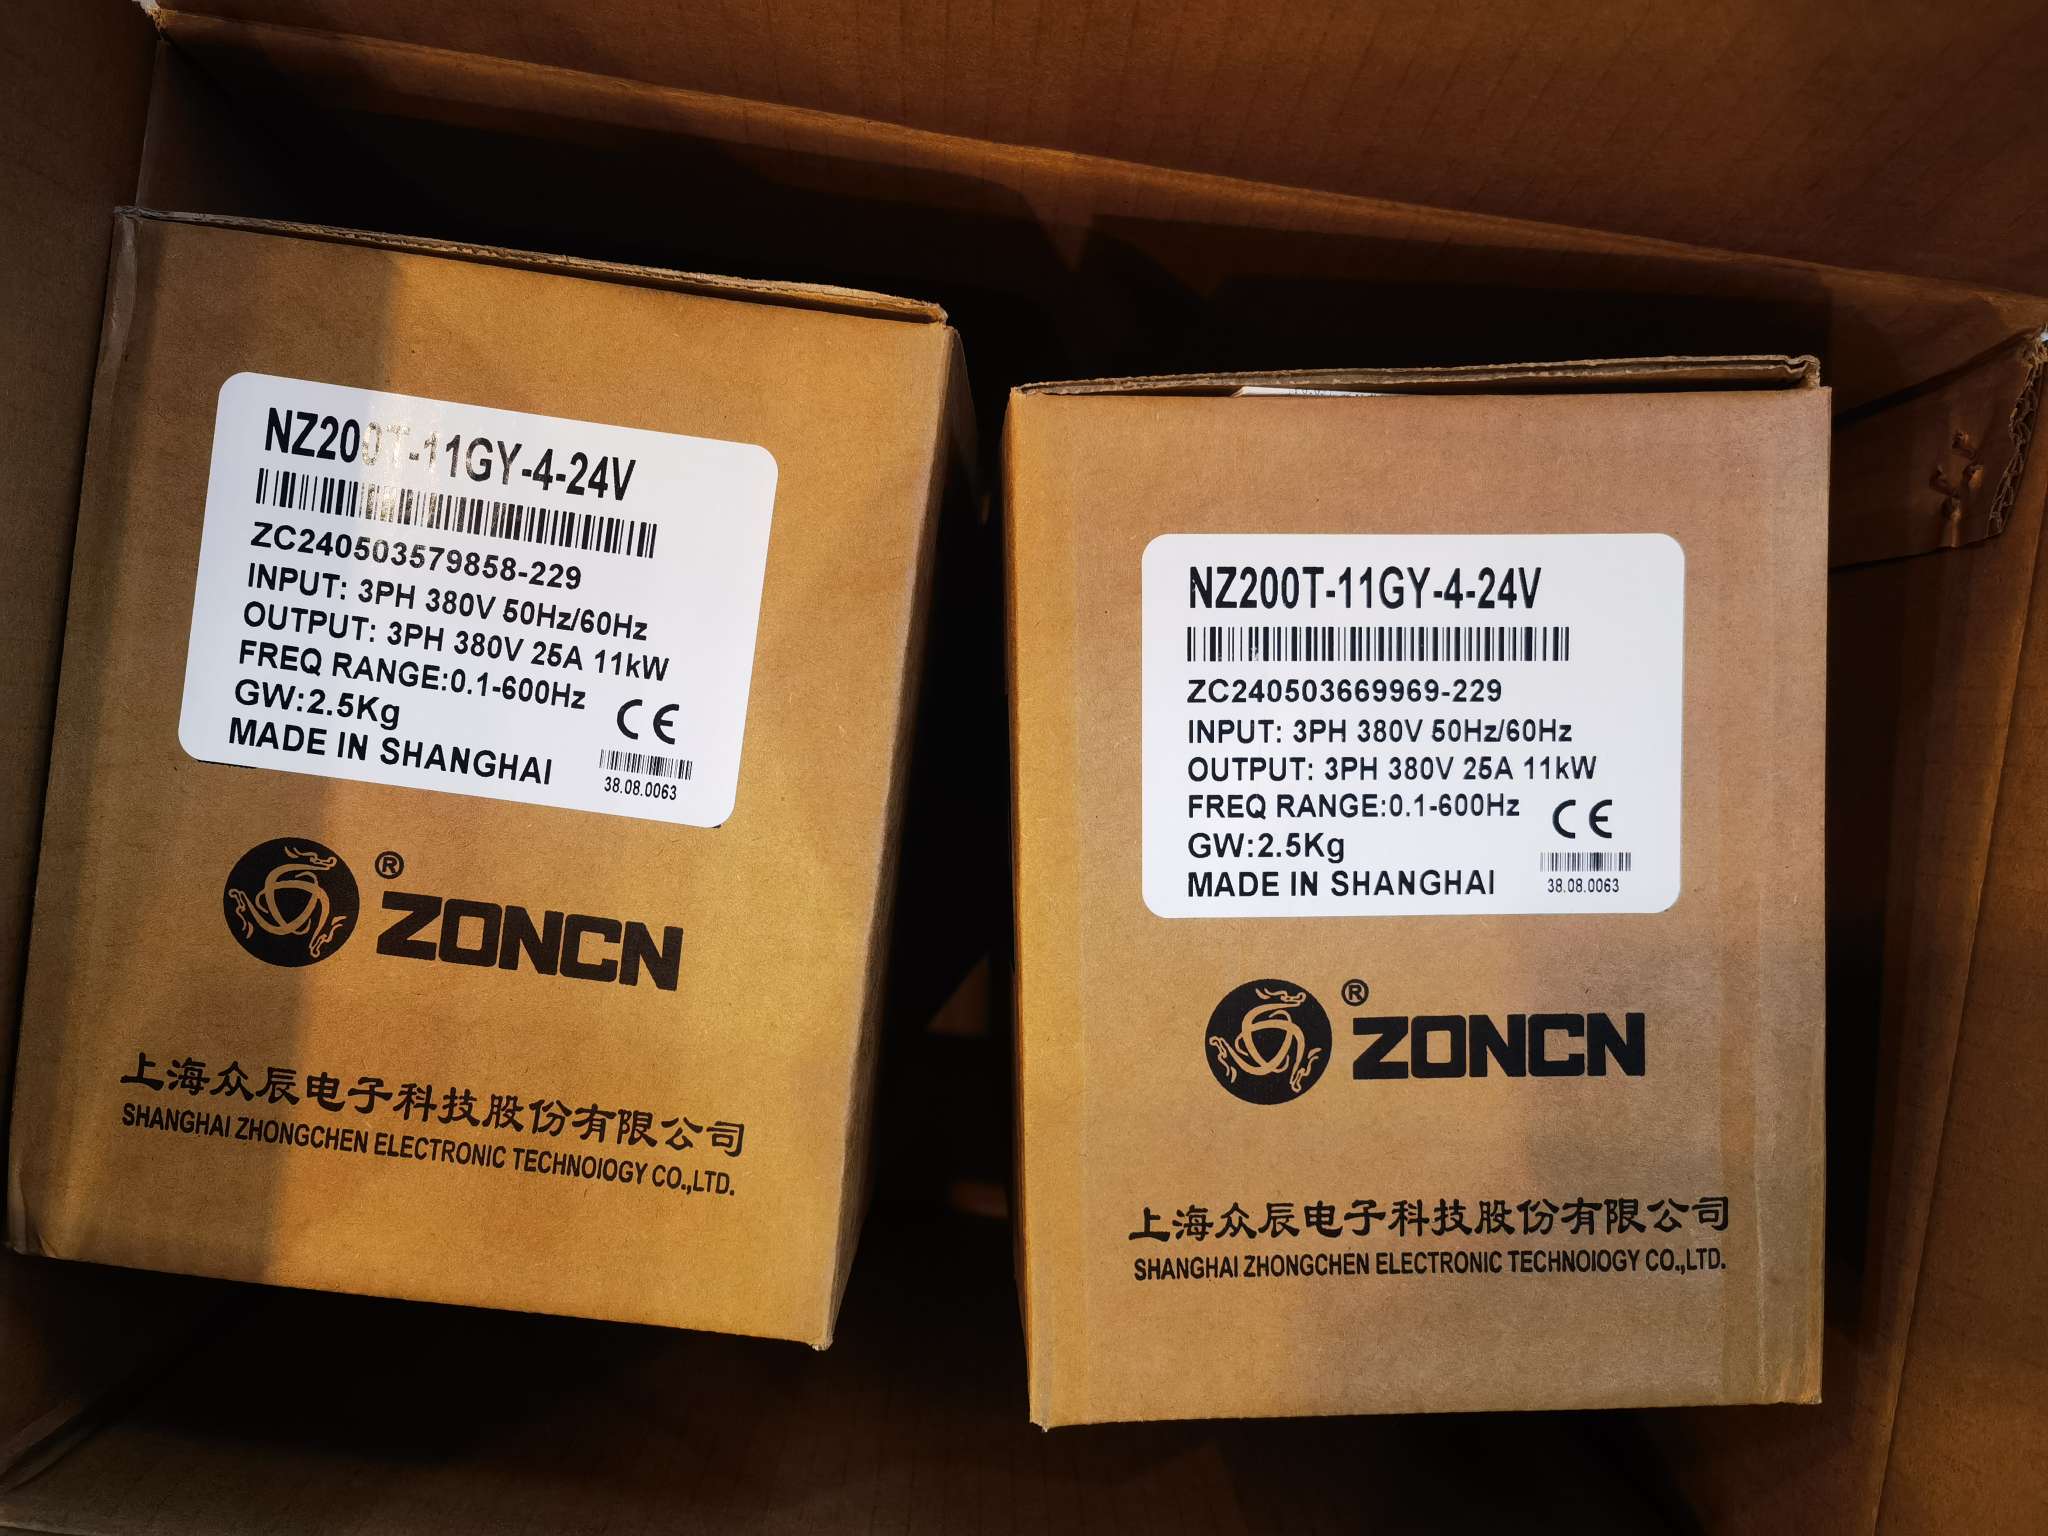 NZ200T-11GY-4-24V
ZC240503579858-229
INPUT: 3PH 380V 50Hz/60Hz
OUTPUT: 3PH 380V 25A 11kW
FREQ RANGE:0.1-600Hz
GW:2.5Kg
CE
MADE IN SHANGHAI
38.08.0063
® ZONCN
上海众辰电子科技股份有限公司
SHANGHAI ZHONGCHEN ELECTRONIC TECHNOIOGY CO.,LTD.
NZ200T-11GY-4-24V
ZC240503669969-229
INPUT: 3PH 380V 50Hz/60Hz
OUTPUT: 3PH 380V 25A 11kW
FREQ RANGE:0.1-600Hz
GW:2.5Kg
CE
MADE IN SHANGHAI
38.08.0063
® ZONCN
上海众辰电子科技股份有限公司
SHANGHAI ZHONGCHEN ELECTRONIC TECHNOIOGY CO.,LTD.